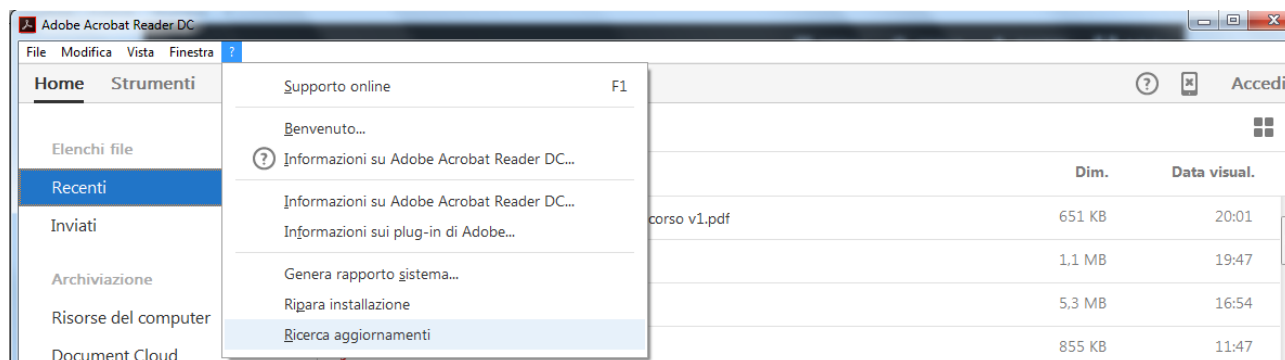 Adobe Acrobat Reader DC
File Modifica Vista Finestra ?
Home Strumenti
Accedi
Supporto online F1
Benvenuto...
Informazioni su Adobe Acrobat Reader DC...
Informazioni su Adobe Acrobat Reader DC...
Informazioni sui plug-in di Adobe...
Genera rapporto sistema...
Ripara installazione
Ricerca aggiornamenti
Elenchi file
Recenti
Inviati
Archiviazione
Risorse del computer
Document Cloud
Dim. Data visual.
corso v1.pdf 651 KB 20:01
1,1 MB 19:47
5,3 MB 16:54
855 KB 11:47